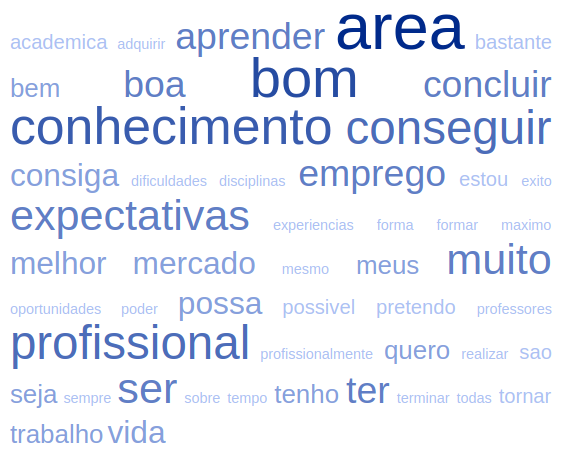 academica adquirir aprender area bastante
bem boa bom concluir
conhecimento conseguir
consiga dificuldades disciplinas emprego estou exito
expectativas experiencias forma formar maximo
melhor mercado mesmo meus muito
oportunidades poder possa possivel pretendo professores
profissional profissionalmente quero realizar sao
seja sempre ser sobre tempo tenho ter terminar todas tornar
trabalho vida